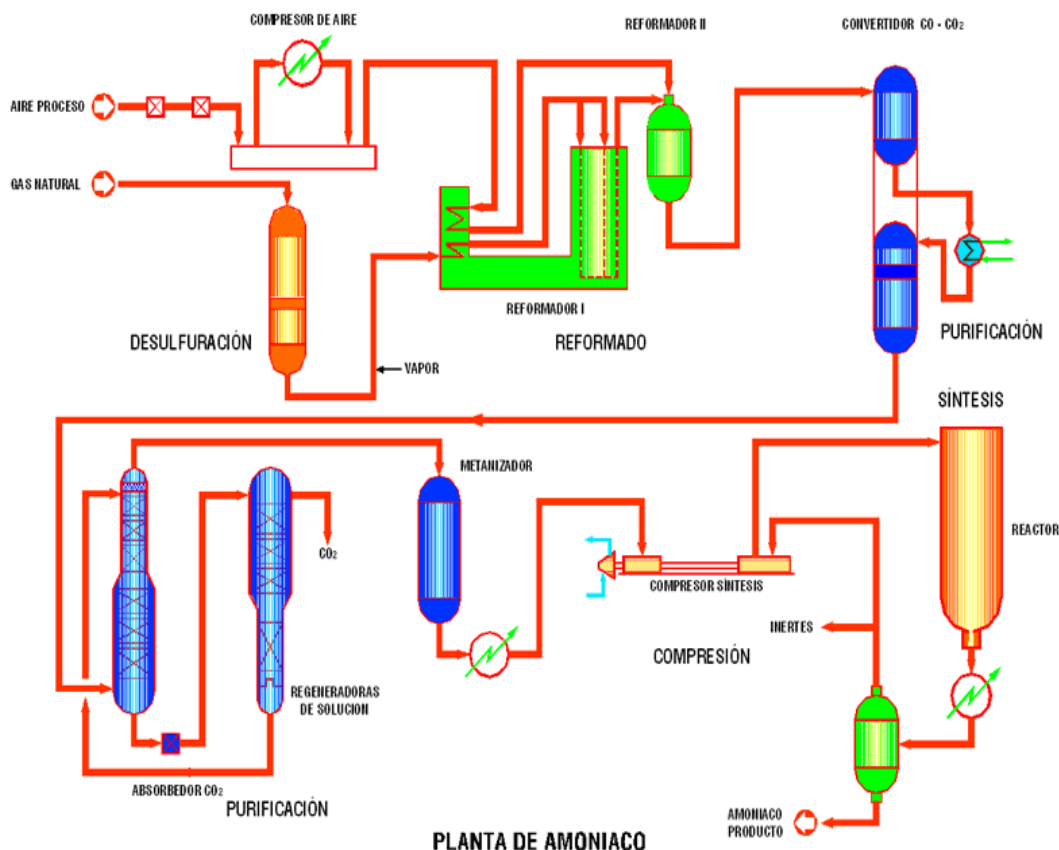 COMPRESOR DE AIRE
REFORMADOR II
CONVERTIDOR CO - CO₂
AIRE PROCESO
GAS NATURAL
REFORMADOR I
DESULFURACIÓN
REFORMADO
PURIFICACIÓN
VAPOR
SÍNTESIS
METANIZADOR
REACTOR
CO₂
COMPRESOR SÍNTESIS
INERTES
COMPRESIÓN
REGENERADORAS
DE SOLUCION
ABSORBEDOR CO₂
PURIFICACIÓN
AMONIACO
PRODUCTO
PLANTA DE AMONIACO